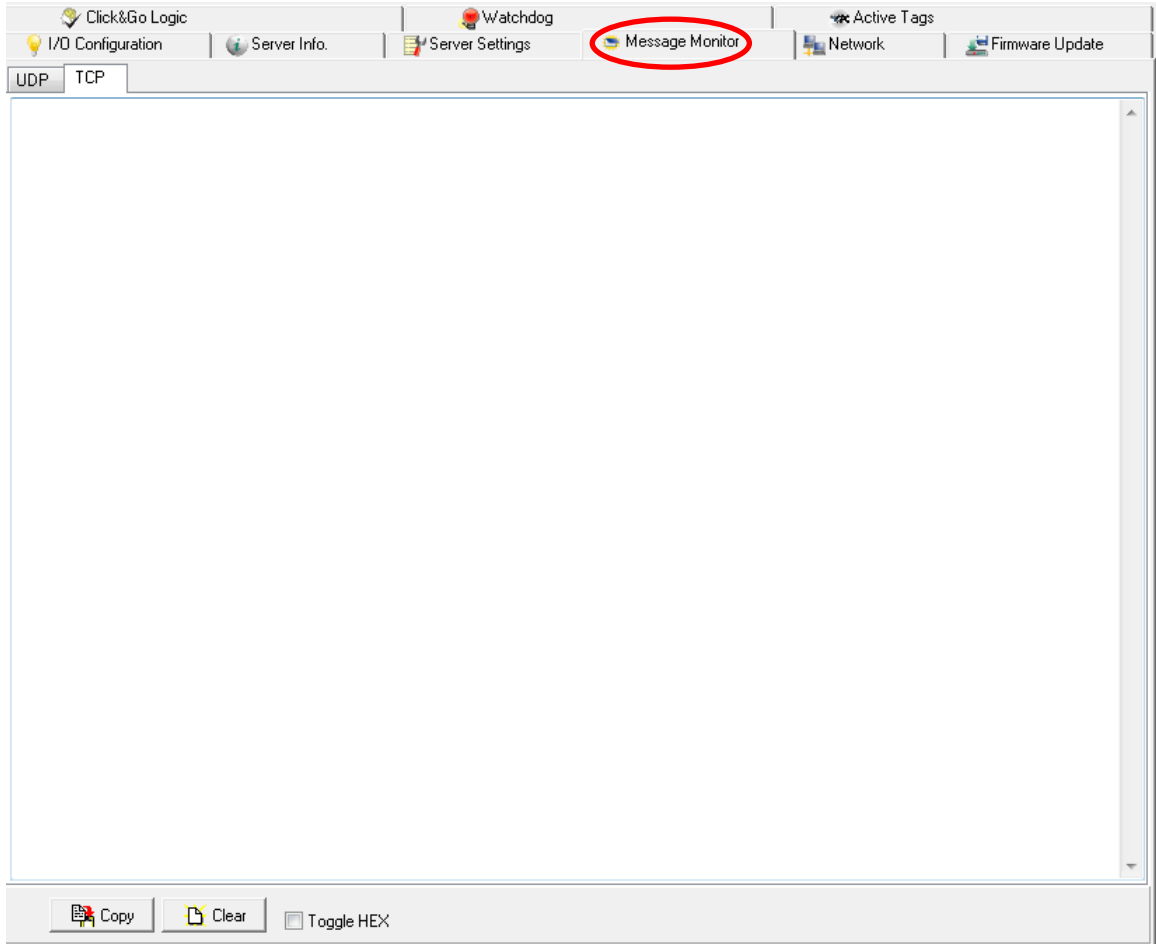 Click&Go Logic Watchdog Active Tags
I/O Configuration Server Info. Server Settings Message Monitor Network Firmware Update
UDP TCP
Copy Clear Toggle HEX